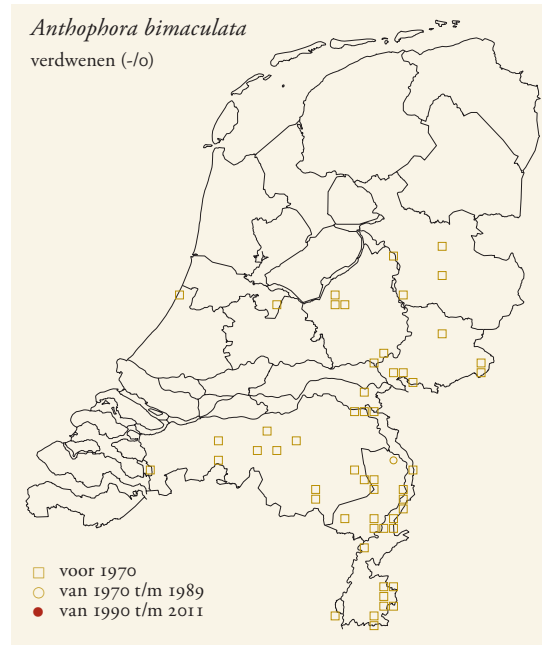 Anthophora bimaculata
verdwenen (-/0)
voor 1970
van 1970 t/m 1989
van 1990 t/m 2011